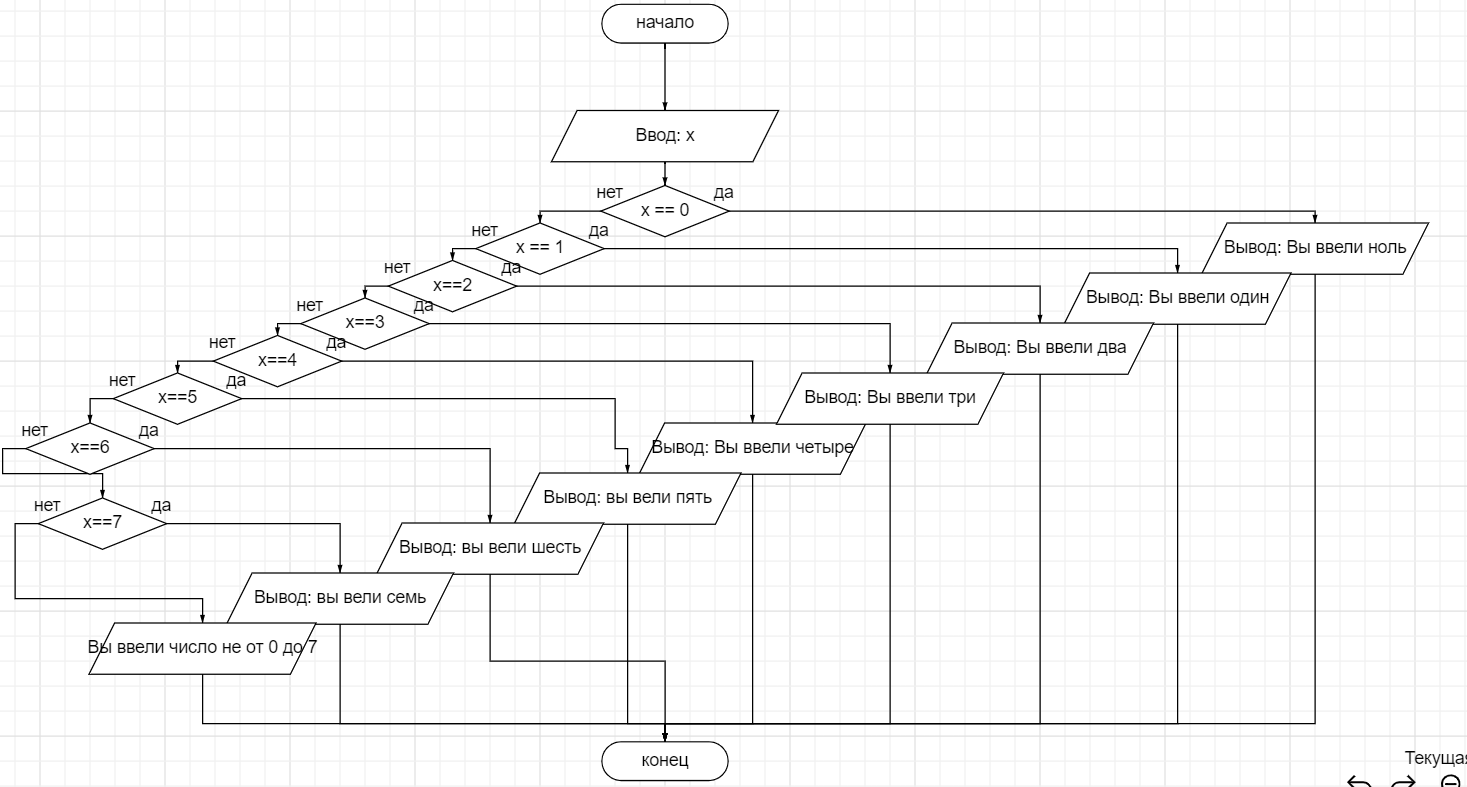 начало
Ввод: x
нет
да
x == 0
нет
да
x == 1
Вывод: Вы ввели ноль
нет
да
x==2
Вывод: Вы ввели один
нет
да
x==3
Вывод: Вы ввели два
нет
да
x==4
нет
да
x==5
Вывод: Вы ввели три
нет
да
x==6
Вывод: Вы ввели четыре
Вывод: вы вели пять
нет
да
x==7
Вывод: вы вели шесть
Вывод: вы вели семь
Вы ввели число не от 0 до 7
конец
Текущая